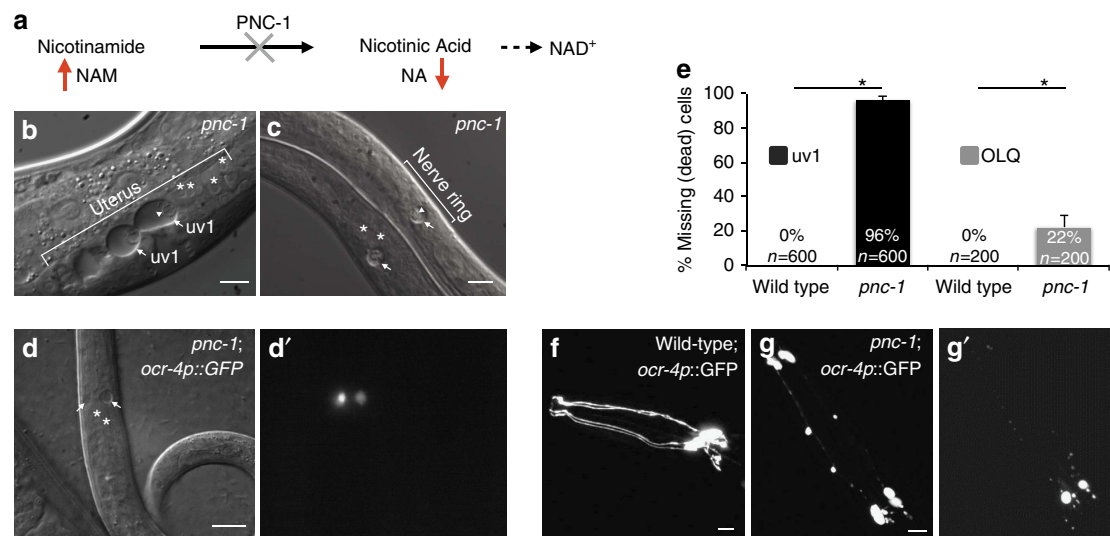 a
PNC-1
Nicotinamide
Nicotinic Acid
NAD+
NAM
NA
b
pnc-1
Uterus
* * * *
uv1
uv1
c
pnc-1
Nerve ring
* *
e
% Missing (dead) cells
100
80
60
40
20
0
*
*
uv1
OLQ
0%
n=600
96%
n=600
0%
n=200
22%
n=200
Wild type
pnc-1
Wild type
pnc-1
d
pnc-1;
ocr-4p::GFP
* *
d′
f
Wild-type;
ocr-4p::GFP
g
pnc-1;
ocr-4p::GFP
g′